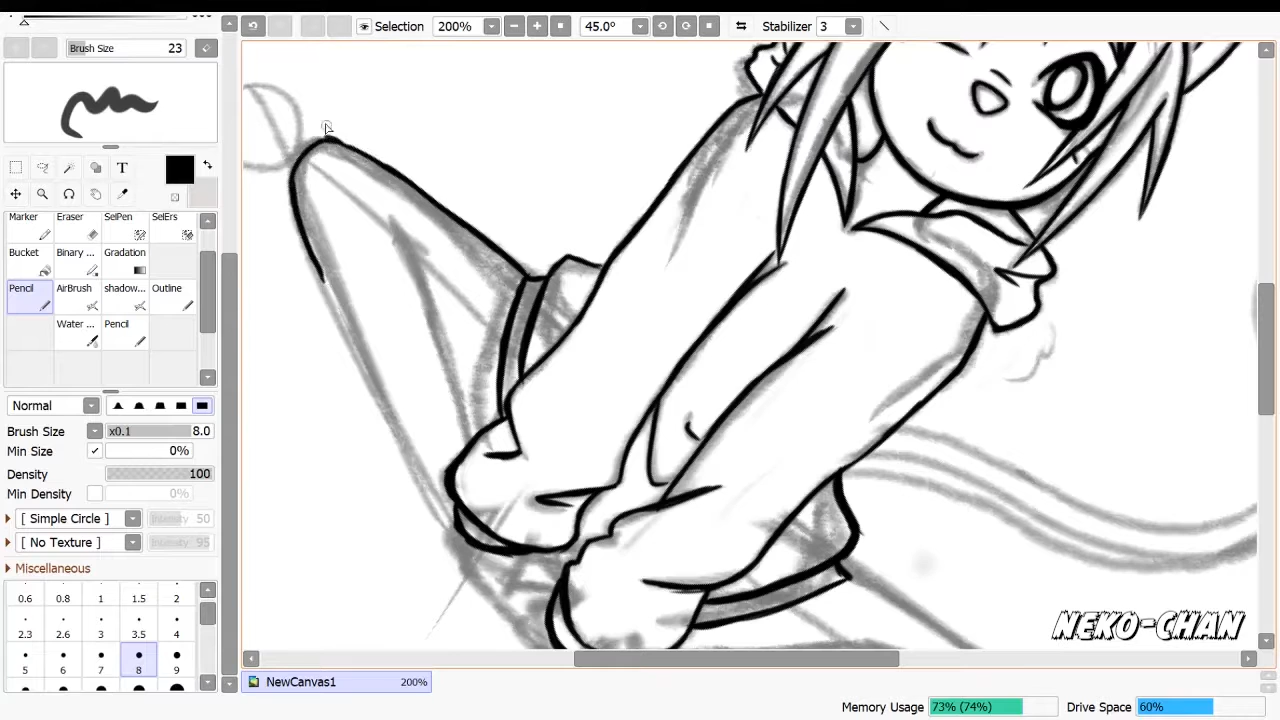 Selection 200% 45.0º Stabilizer 3
Brush Size 23
T
Marker Eraser SelPen SelErs
Bucket Binary ... Gradation
Pencil AirBrush shadow... Outline
Water ... Pencil
Normal
Brush Size x0.1 8.0
Min Size 0%
Density 100
Min Density 0%
[ Simple Circle ] Intensity 50
[ No Texture ] Intensity 95
Miscellaneous
0.6 0.8 1 1.5 2
2.3 2.6 3 3.5 4
5 6 7 8 9
NEKO-CHAN
NewCanvas1 200%
Memory Usage 73% (74%) Drive Space 60%